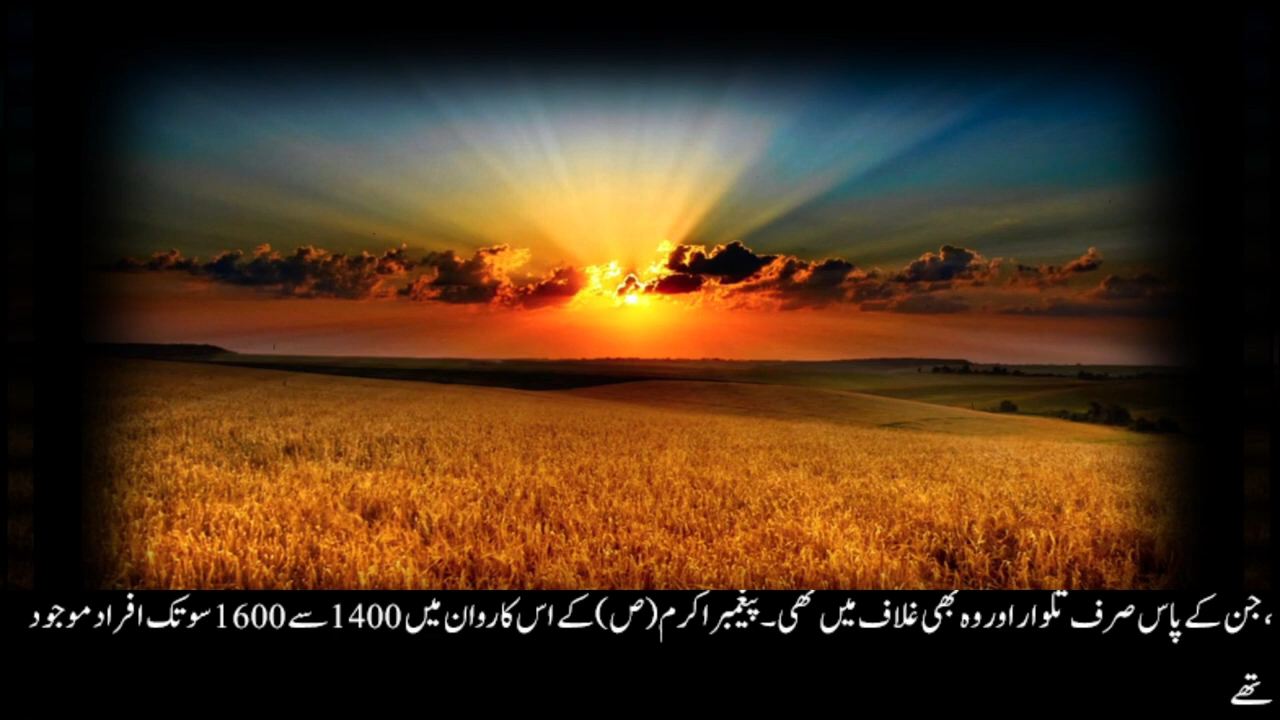 ،جن کے پاس صرف تلوار اور وہ بھی غلاف میں تھی۔ پیغمبر اکرم(ص)کے اس کاروان میں 1400 سے 1600 سو تک افراد موجود
تھے